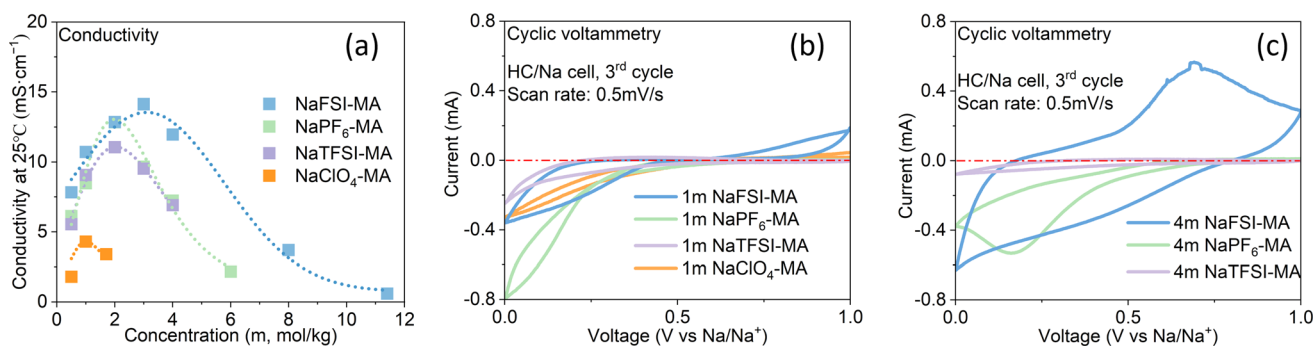 Conductivity
(a)
NaFSI-MA
NaPF₆-MA
NaTFSI-MA
NaClO₄-MA
Conductivity at 25℃ (mS·cm⁻¹)
20
15
10
5
0
0 2 4 6 8 10 12
Concentration (m, mol/kg)
Cyclic voltammetry
(b)
HC/Na cell, 3ʳᵈ cycle
Scan rate: 0.5mV/s
1m NaFSI-MA
1m NaPF₆-MA
1m NaTFSI-MA
1m NaClO₄-MA
Current (mA)
0.8
0.4
0.0
-0.4
-0.8
0.0 0.5 1.0
Voltage (V vs Na/Na⁺)
Cyclic voltammetry
(c)
HC/Na cell, 3ʳᵈ cycle
Scan rate: 0.5mV/s
4m NaFSI-MA
4m NaPF₆-MA
4m NaTFSI-MA
Current (mA)
0.8
0.4
0.0
-0.4
-0.8
0.0 0.5 1.0
Voltage (V vs Na/Na⁺)